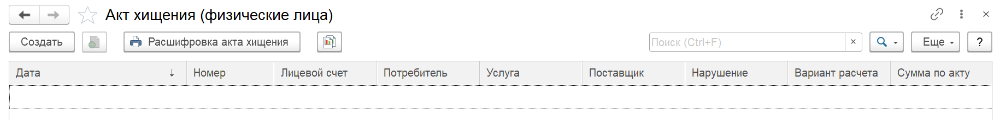 Акт хищения (физические лица)
Создать Расшифровка акта хищения Поиск (Ctrl+F) × Еще ?
Дата ↓ Номер Лицевой счет Потребитель Услуга Поставщик Нарушение Вариант расчета Сумма по акту